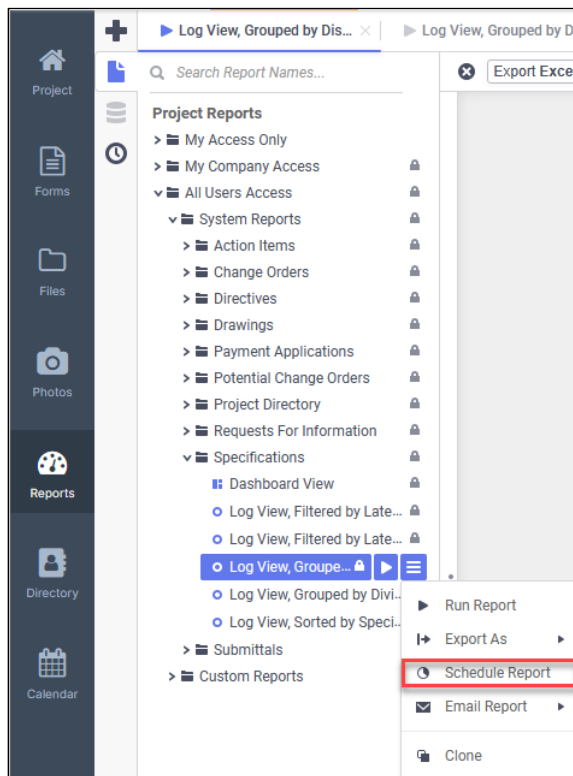 Log View, Grouped by Dis...
Log View, Grouped by D
Project
Search Report Names...
Export Exce
Project Reports
My Access Only
My Company Access
Forms
All Users Access
System Reports
Action Items
Change Orders
Files
Directives
Drawings
Payment Applications
Potential Change Orders
Photos
Project Directory
Requests For Information
Specifications
Reports
Dashboard View
Log View, Filtered by Late...
Log View, Filtered by Late...
Log View, Groupe...
Directory
Log View, Grouped by Divi...
Run Report
Log View, Sorted by Speci...
Export As
Submittals
Custom Reports
Schedule Report
Calendar
Email Report
Clone